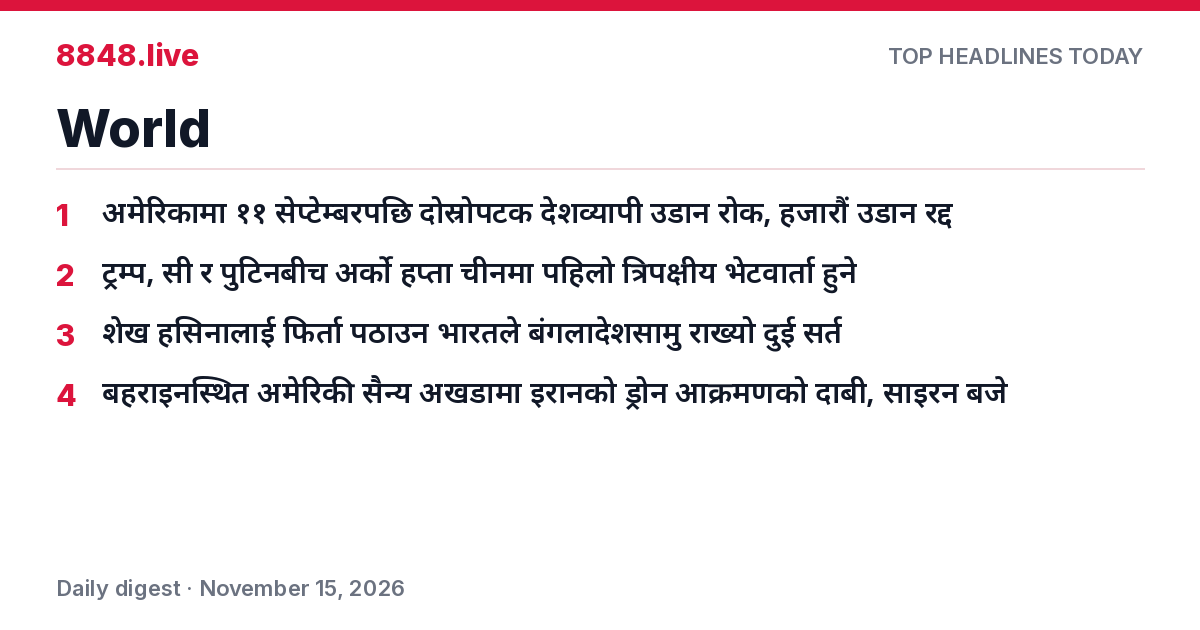 8848.live
TOP HEADLINES TODAY
World
1 अमेरिकामा ११ सेप्टेम्बरपछि दोस्रोपटक देशव्यापी उडान रोक, हजारौं उडान रद्द
2 ट्रम्प, सी र पुटिनबीच अर्को हप्ता चीनमा पहिलो त्रिपक्षीय भेटवार्ता हुने
3 शेख हसिनालाई फिर्ता पठाउन भारतले बंगलादेशसामु राख्यो दुई सर्त
4 बहराइनस्थित अमेरिकी सैन्य अखडामा इरानको ड्रोन आक्रमणको दाबी, साइरन बजे
Daily digest · November 15, 2026